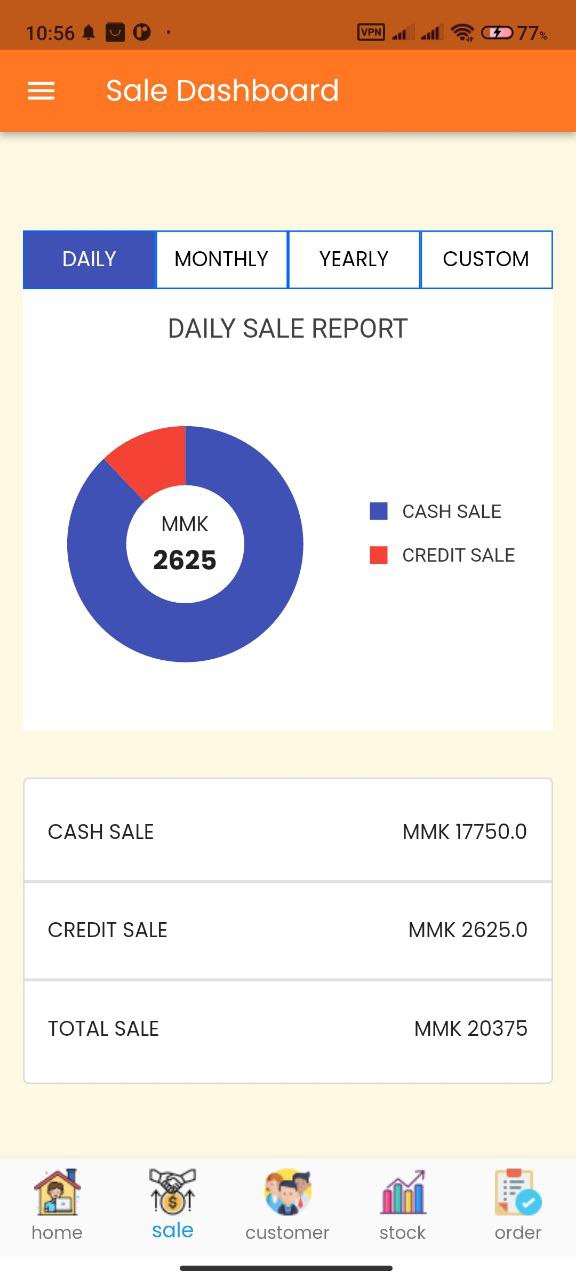 10:56 VPN 77%
Sale Dashboard
DAILY MONTHLY YEARLY CUSTOM
DAILY SALE REPORT
MMK
2625
CASH SALE
CREDIT SALE
CASH SALE MMK 17750.0
CREDIT SALE MMK 2625.0
TOTAL SALE MMK 20375
home sale customer stock order